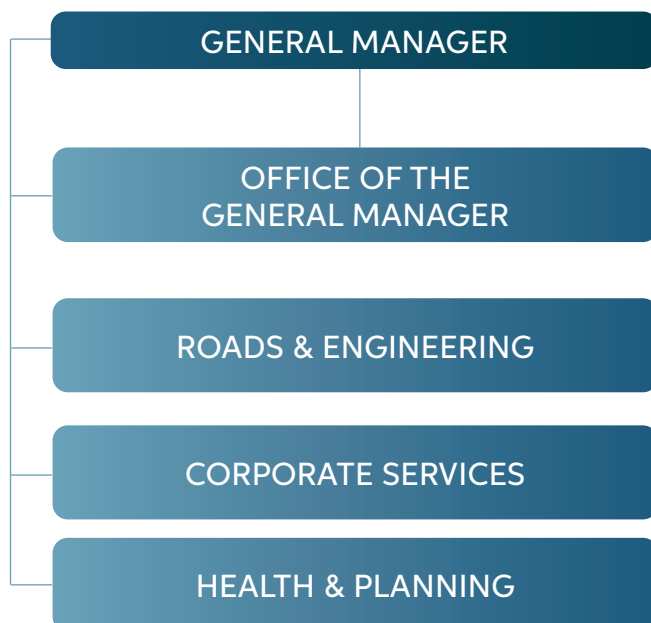 GENERAL MANAGER
OFFICE OF THE
GENERAL MANAGER
ROADS & ENGINEERING
CORPORATE SERVICES
HEALTH & PLANNING